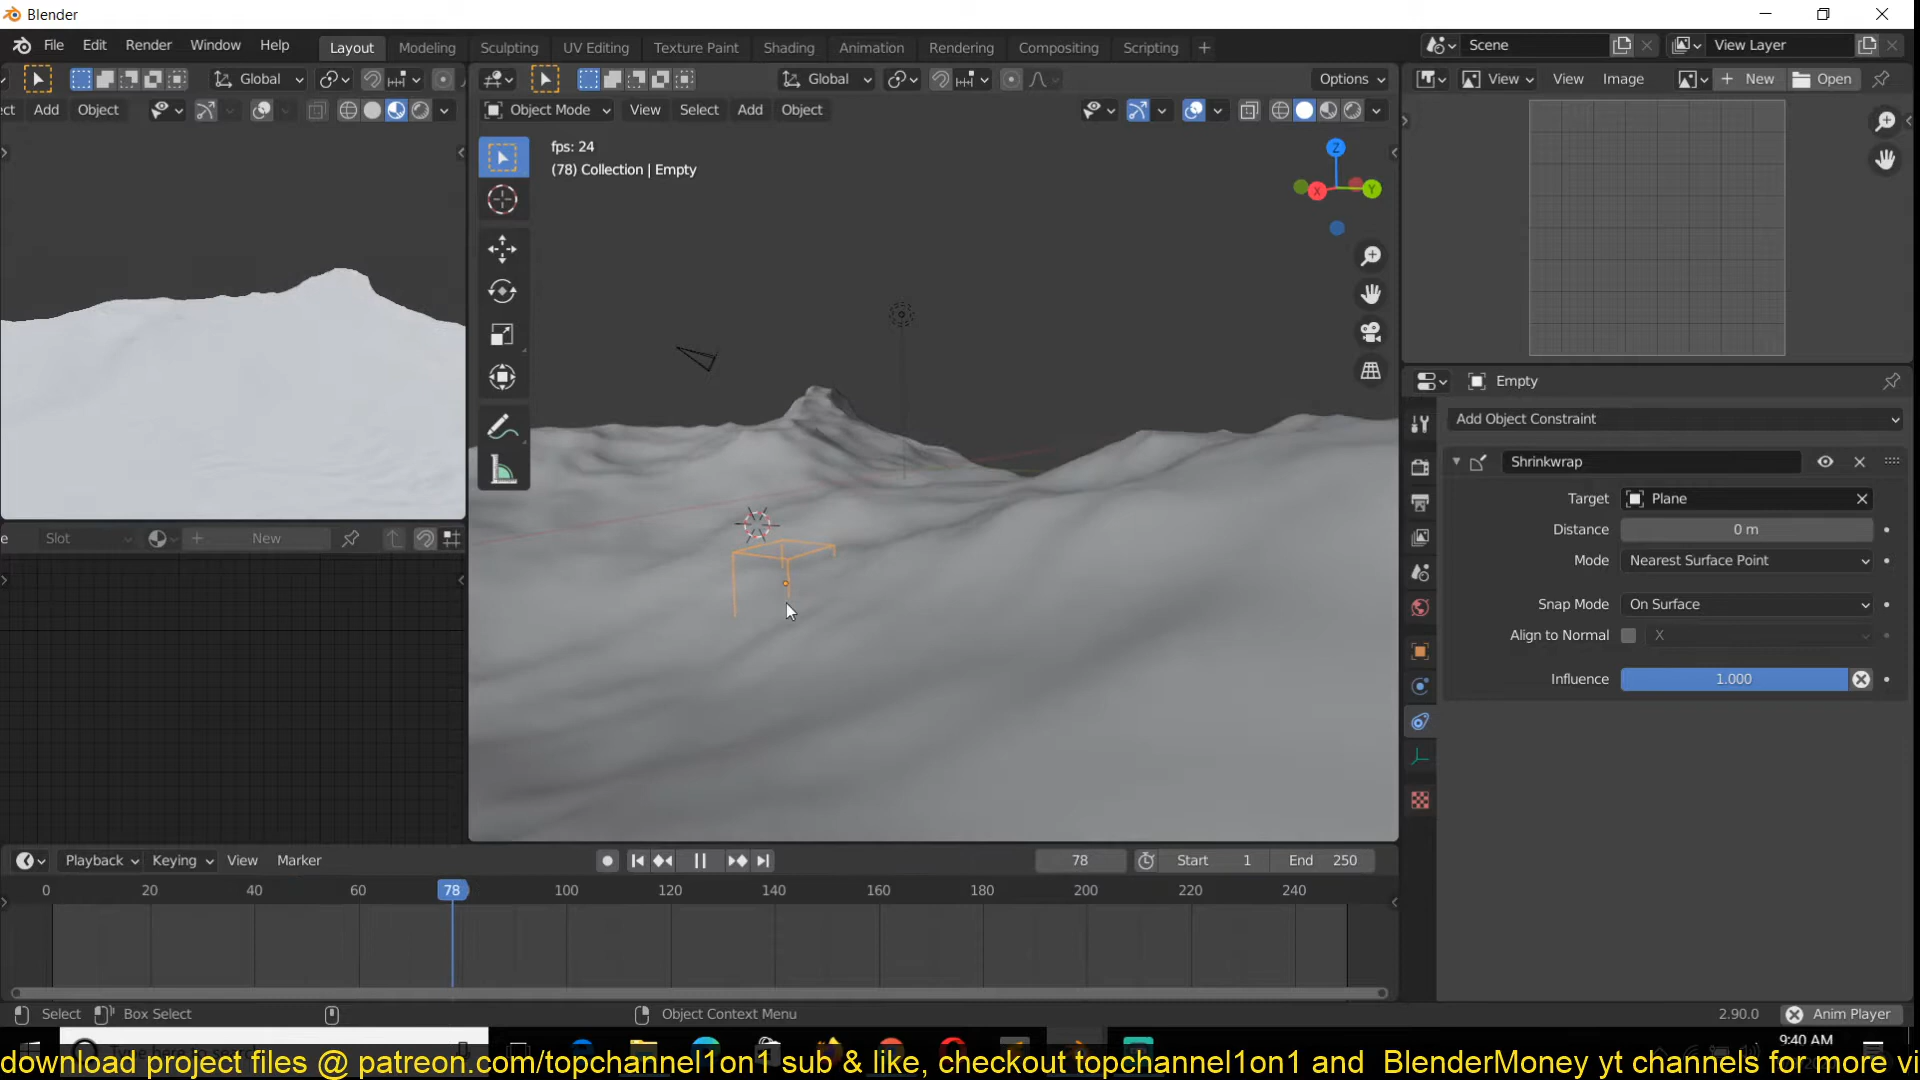 Blender
File Edit Render Window Help Layout Modeling Sculpting UV Editing Texture Paint Shading Animation Rendering Compositing Scripting + Scene View Layer
Global Global Options View View Image New Open
ect Add Object Object Mode View Select Add Object
fps: 24
(78) Collection | Empty
Z
X Y
Empty
Add Object Constraint
Shrinkwrap
Target Plane
Distance 0 m
Mode Nearest Surface Point
Snap Mode On Surface
Align to Normal X
Influence 1.000
e Slot New
Playback Keying View Marker 78 Start 1 End 250
0 20 40 60 78 100 120 140 160 180 200 220 240
Select Box Select Object Context Menu 2.90.0 Anim Player
9:40 AM
download project files @ patreon.com/topchannel1on1 sub & like, checkout topchannel1on1 and BlenderMoney yt channels for more vi